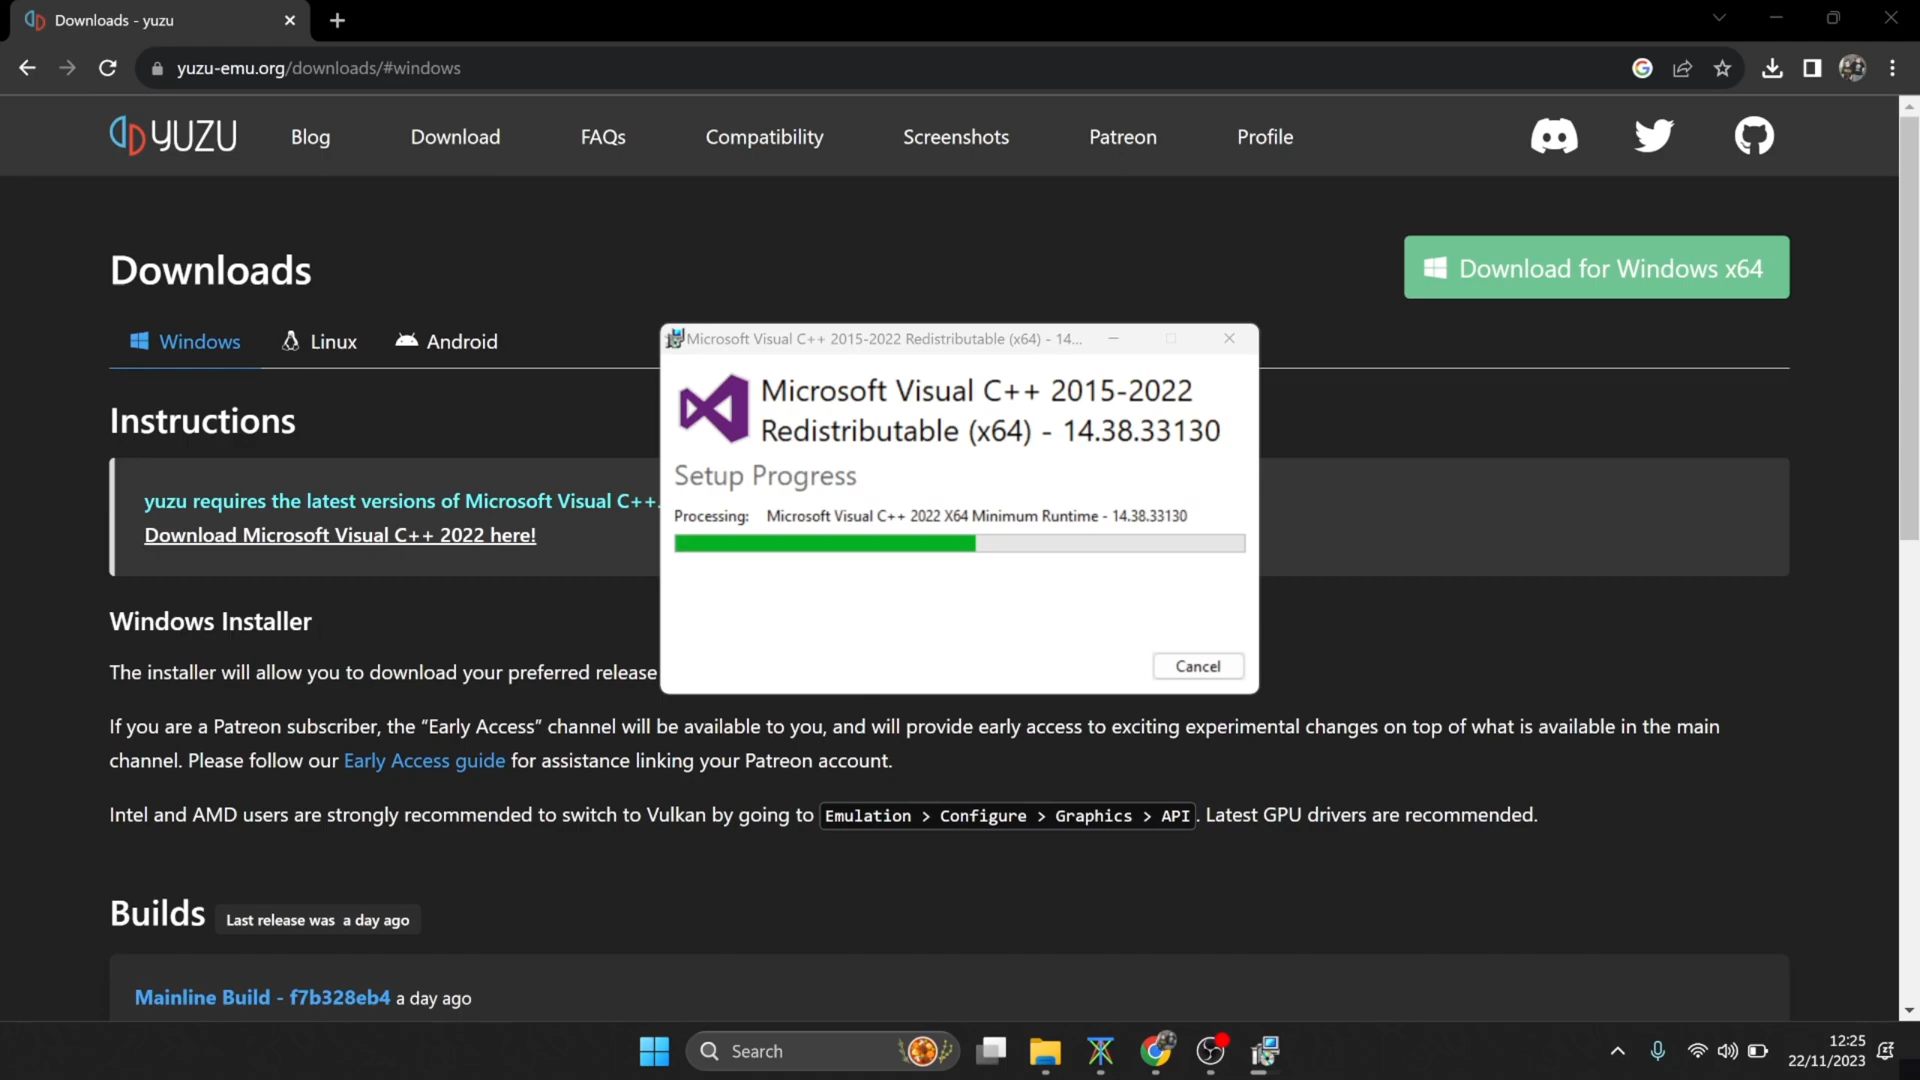 Downloads - yuzu
yuzu-emu.org/downloads/#windows
YUZU
Blog
Download
FAQs
Compatibility
Screenshots
Patreon
Profile
Downloads
Download for Windows x64
Windows
Linux
Android
Microsoft Visual C++ 2015-2022 Redistributable (x64) - 14...
Microsoft Visual C++ 2015-2022
Redistributable (x64) - 14.38.33130
Setup Progress
Processing: Microsoft Visual C++ 2022 X64 Minimum Runtime - 14.38.33130
Cancel
Instructions
yuzu requires the latest versions of Microsoft Visual C++.
Download Microsoft Visual C++ 2022 here!
Windows Installer
The installer will allow you to download your preferred release
If you are a Patreon subscriber, the “Early Access” channel will be available to you, and will provide early access to exciting experimental changes on top of what is available in the main
channel. Please follow our Early Access guide for assistance linking your Patreon account.
Intel and AMD users are strongly recommended to switch to Vulkan by going to Emulation > Configure > Graphics > API. Latest GPU drivers are recommended.
Builds Last release was a day ago
Mainline Build - f7b328eb4 a day ago
Search
12:25
22/11/2023